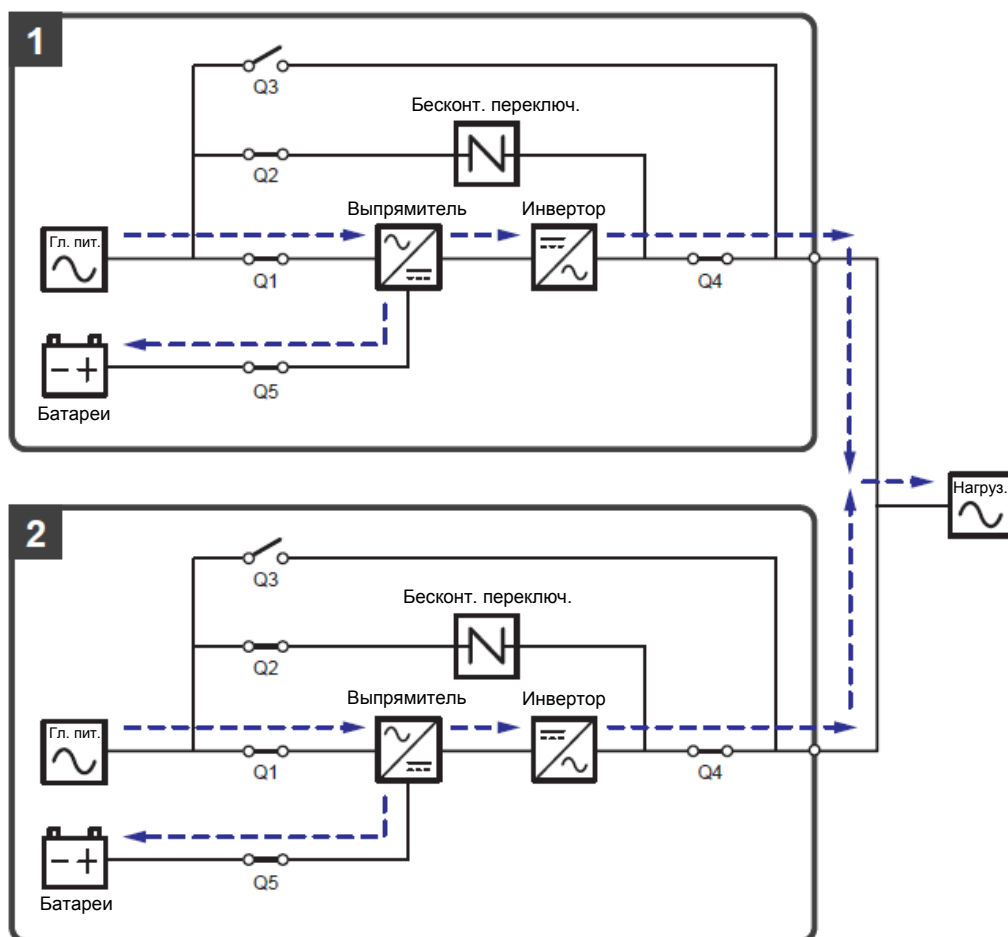 1
Q3
Бесконт. переключ.
Q2
Выпрямитель
Инвертор
Гл. пит.
Q1
Q4
Q5
Батареи
Нагруз.
2
Q3
Бесконт. переключ.
Q2
Выпрямитель
Инвертор
Гл. пит.
Q1
Q4
Q5
Батареи